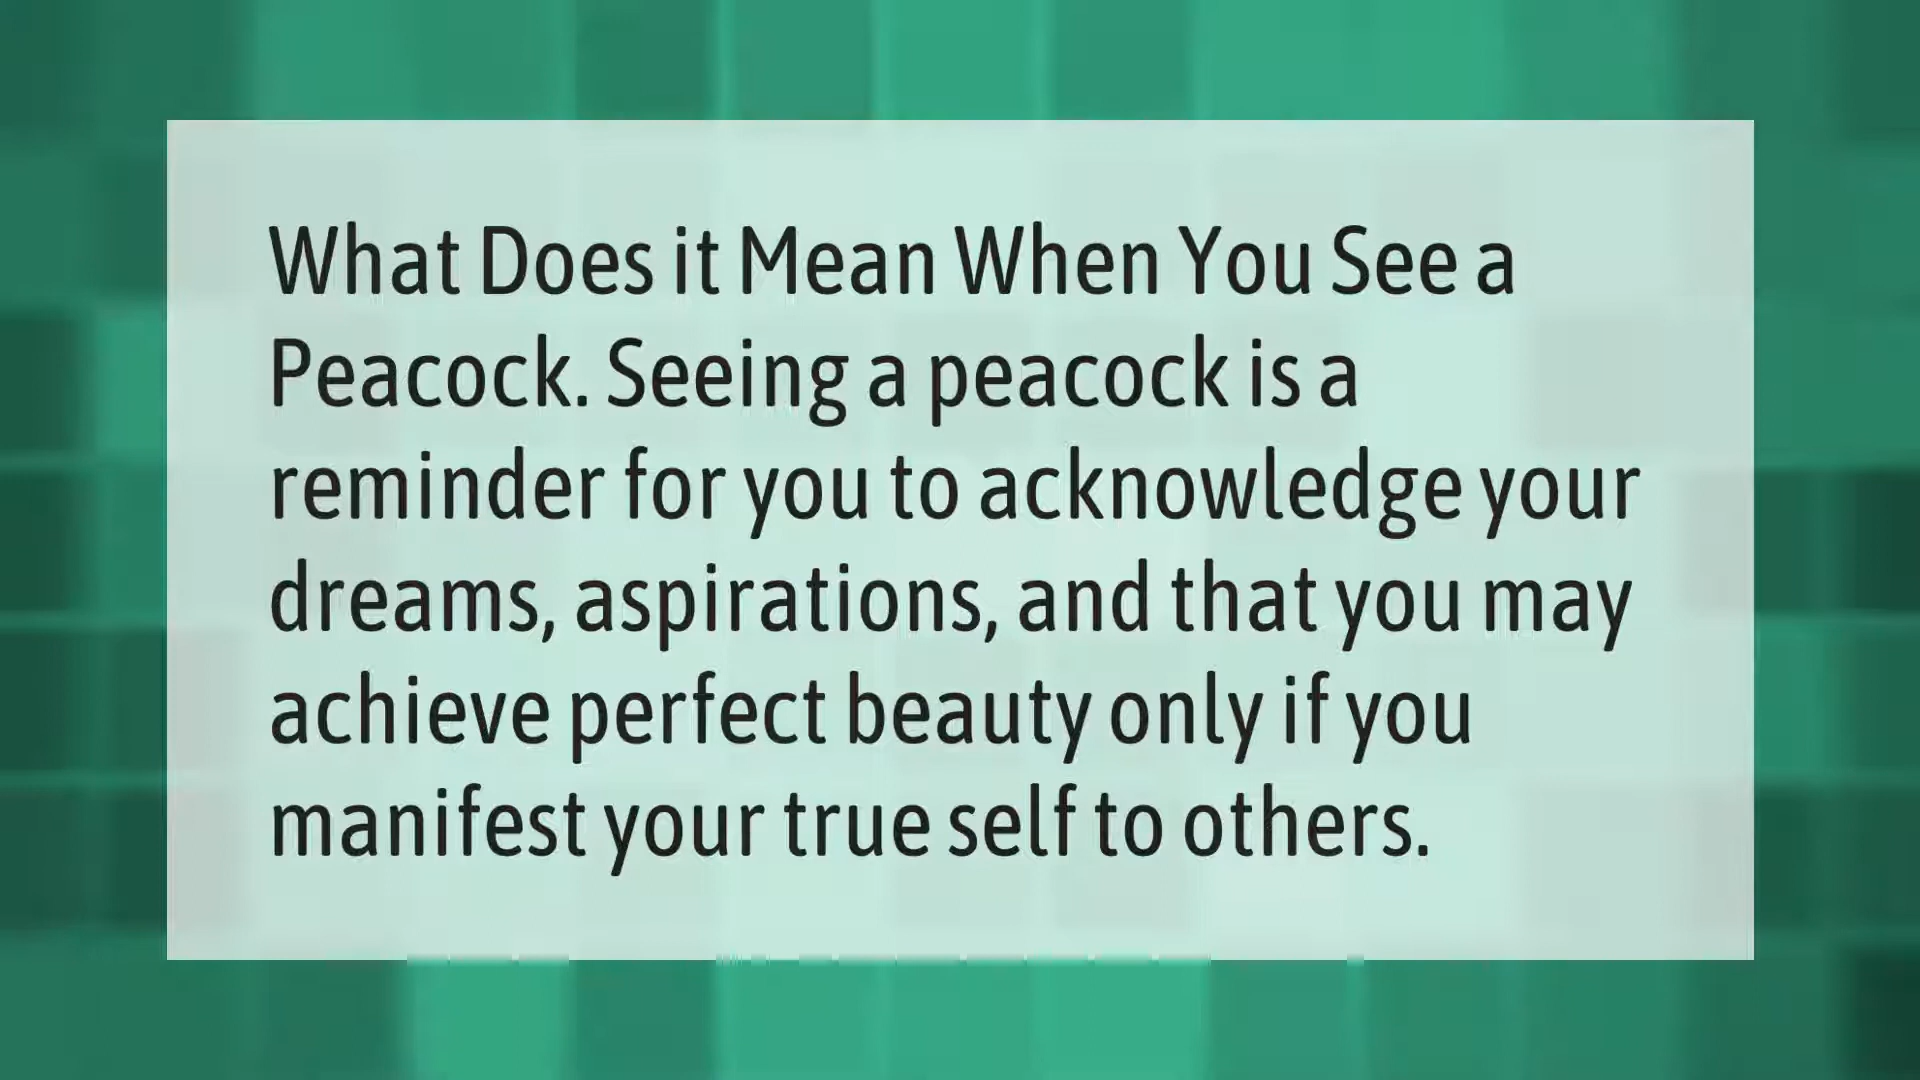 What Does it Mean When You See a
Peacock. Seeing a peacock is a
reminder for you to acknowledge your
dreams, aspirations, and that you may
achieve perfect beauty only if you
manifest your true self to others.